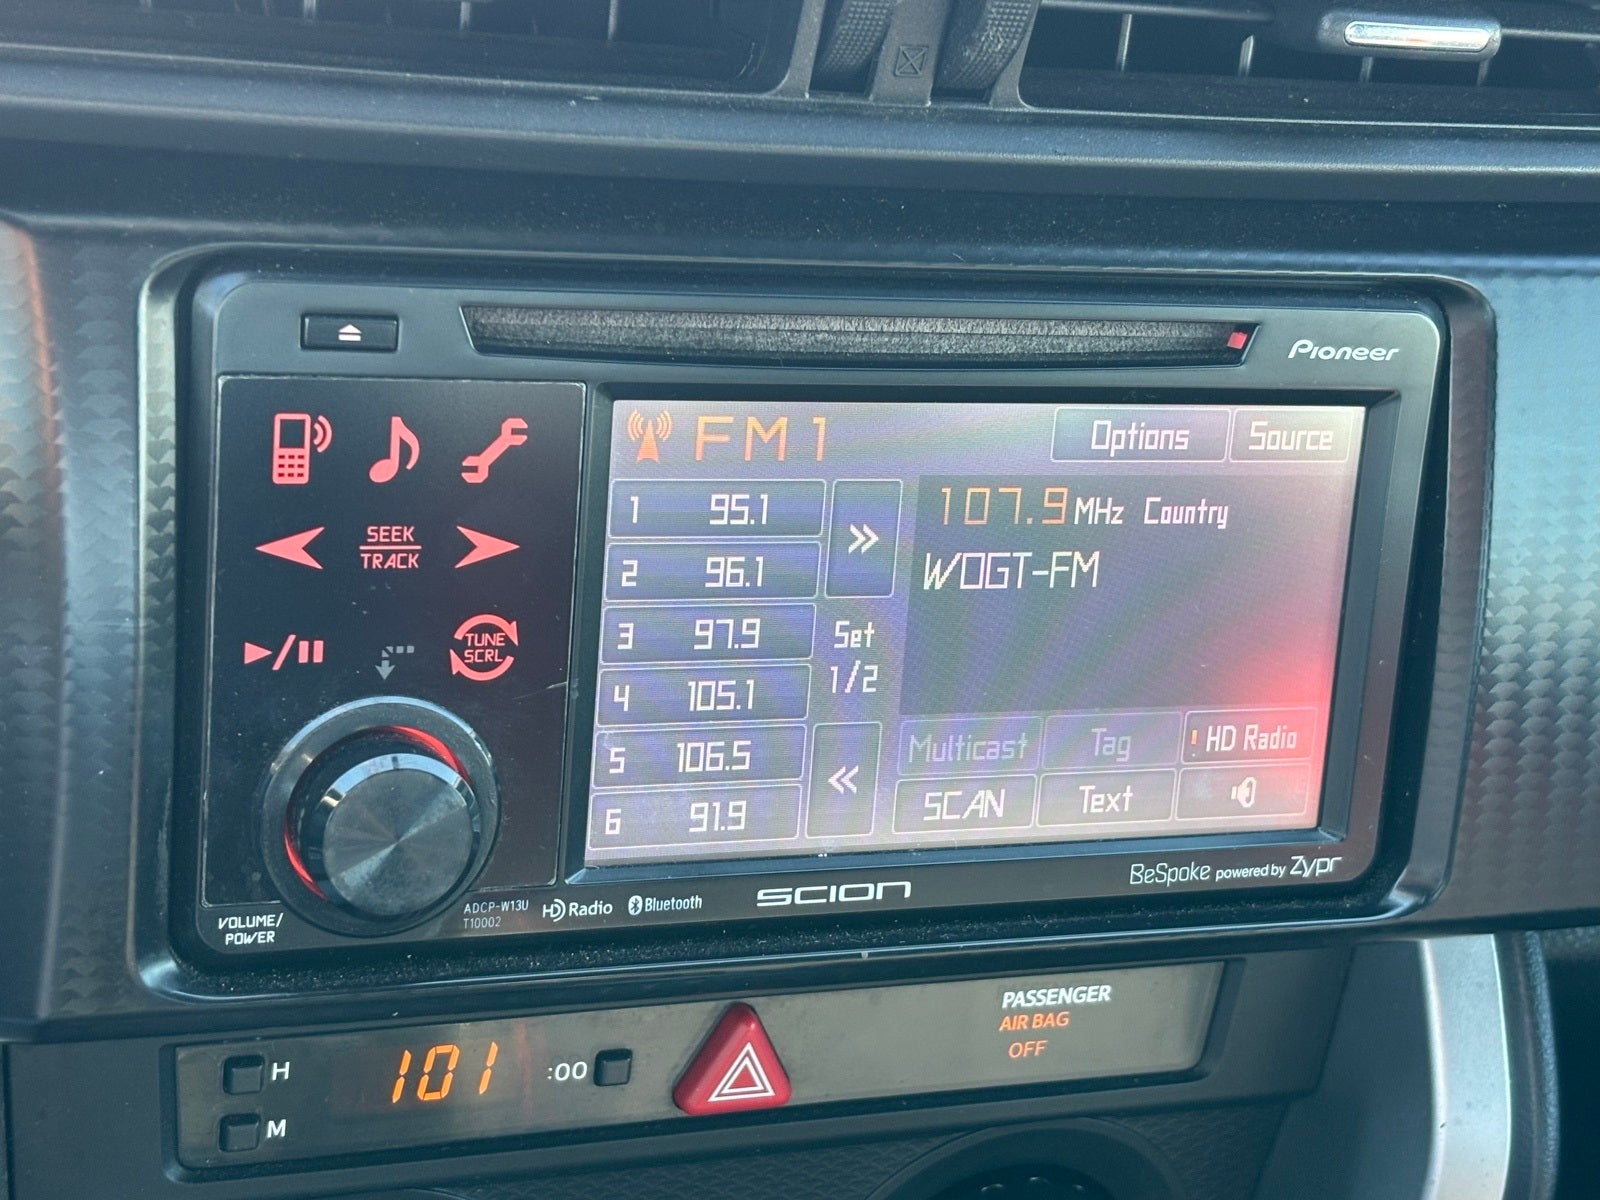 Pioneer
FM 1
Options
Source
1 95.1
2 96.1
3 97.9
4 105.1
5 106.5
6 91.9
Set
1/2
107.9 MHz Country
WOGT-FM
Multicast
Tag
HD Radio
SCAN
Text
SEEK
TRACK
TUNE
SCRL
VOLUME/
POWER
ADCP-W13U
T10002
HD Radio
Bluetooth
SCION
BeSpoke powered by Zypr
H
M
101
:00
PASSENGER
AIR BAG
OFF